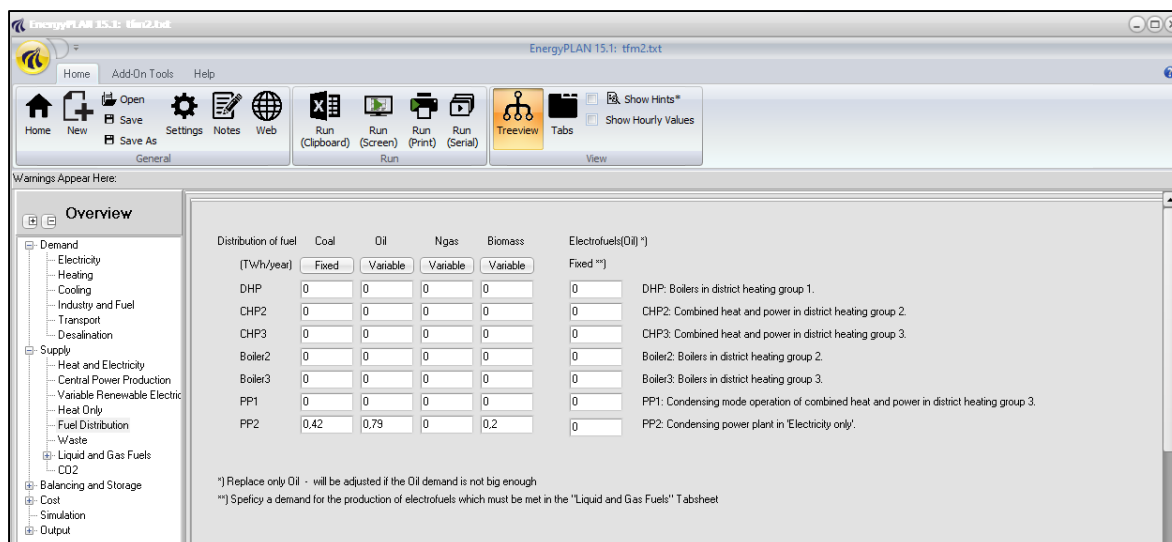 EnergyPLAN 15.1: tfm2.txt
EnergyPLAN 15.1: tfm2.txt
Home Add-On Tools Help
Home New Open Save Save As Settings Notes Web
General
Run (Clipboard) Run (Screen) Run (Print) Run (Serial)
Run
Treeview Tabs Show Hints* Show Hourly Values
View
Warnings Appear Here:
Overview
Demand
Electricity
Heating
Cooling
Industry and Fuel
Transport
Desalination
Supply
Heat and Electricity
Central Power Production
Variable Renewable Electric
Heat Only
Fuel Distribution
Waste
Liquid and Gas Fuels
CO2
Balancing and Storage
Cost
Simulation
Output
Distribution of fuel Coal Oil Ngas Biomass Electrofuels(Oil) *)
(TWh/year) Fixed Variable Variable Variable Fixed **)
DHP 0 0 0 0 0 DHP: Boilers in district heating group 1.
CHP2 0 0 0 0 0 CHP2: Combined heat and power in district heating group 2.
CHP3 0 0 0 0 0 CHP3: Combined heat and power in district heating group 3.
Boiler2 0 0 0 0 0 Boiler2: Boilers in district heating group 2.
Boiler3 0 0 0 0 0 Boiler3: Boilers in district heating group 3.
PP1 0 0 0 0 0 PP1: Condensing mode operation of combined heat and power in district heating group 3.
PP2 0,42 0,79 0 0,2 0 PP2: Condensing power plant in 'Electricity only'.
*) Replace only Oil - will be adjusted if the Oil demand is not big enough
**) Speficy a demand for the production of electrofuels which must be met in the "Liquid and Gas Fuels" Tabsheet